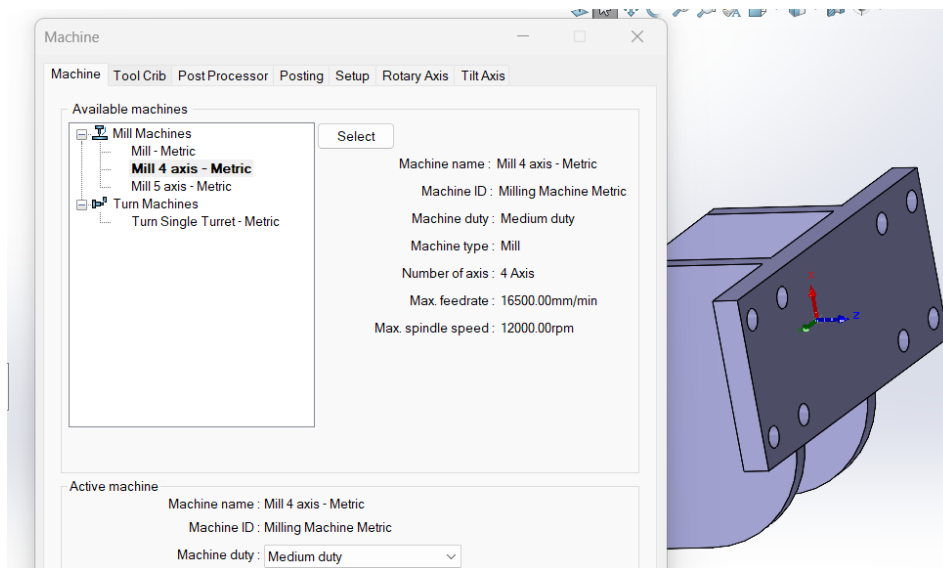 Machine
Machine Tool Crib Post Processor Posting Setup Rotary Axis Tilt Axis
Available machines
Mill Machines
Mill - Metric
Mill 4 axis - Metric
Mill 5 axis - Metric
Turn Machines
Turn Single Turret - Metric
Select
Machine name : Mill 4 axis - Metric
Machine ID : Milling Machine Metric
Machine duty : Medium duty
Machine type : Mill
Number of axis : 4 Axis
Max. feedrate : 16500.00mm/min
Max. spindle speed : 12000.00rpm
Z
Active machine
Machine name : Mill 4 axis - Metric
Machine ID : Milling Machine Metric
Machine duty : Medium duty